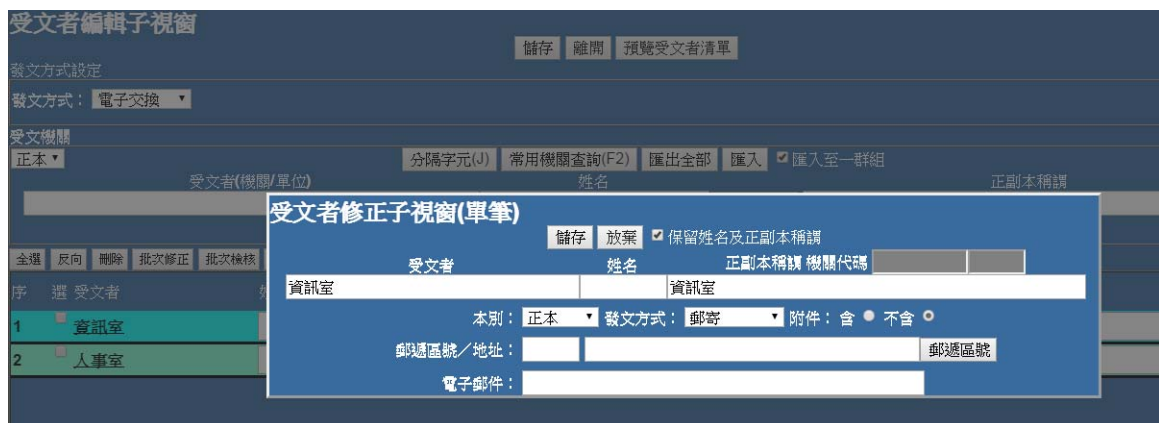 受文者編輯子視窗
儲存 離開 預覽受文者清單
發文方式設定
發文方式： 電子交換
受文機關
正本 分隔字元(J) 常用機關查詢(F2) 匯出全部 匯入 匯入至一群組
受文者(機關/單位) 姓名 正副本稱謂
全選 反向 刪除 批次修正 批次檢核
序 選 受文者
1 資訊室
2 人事室
受文者修正子視窗(單筆)
儲存 放棄 保留姓名及正副本稱謂
受文者 姓名 正副本稱謂 機關代碼
資訊室 資訊室
本別： 正本 發文方式： 郵寄 附件： 含 不含
郵遞區號／地址： 郵遞區號
電子郵件：